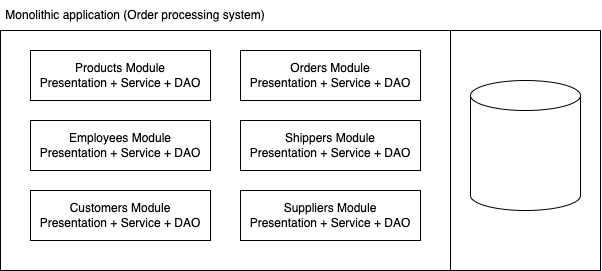 Monolithic application (Order processing system)
Products Module
Presentation + Service + DAO
Orders Module
Presentation + Service + DAO
Employees Module
Presentation + Service + DAO
Shippers Module
Presentation + Service + DAO
Customers Module
Presentation + Service + DAO
Suppliers Module
Presentation + Service + DAO